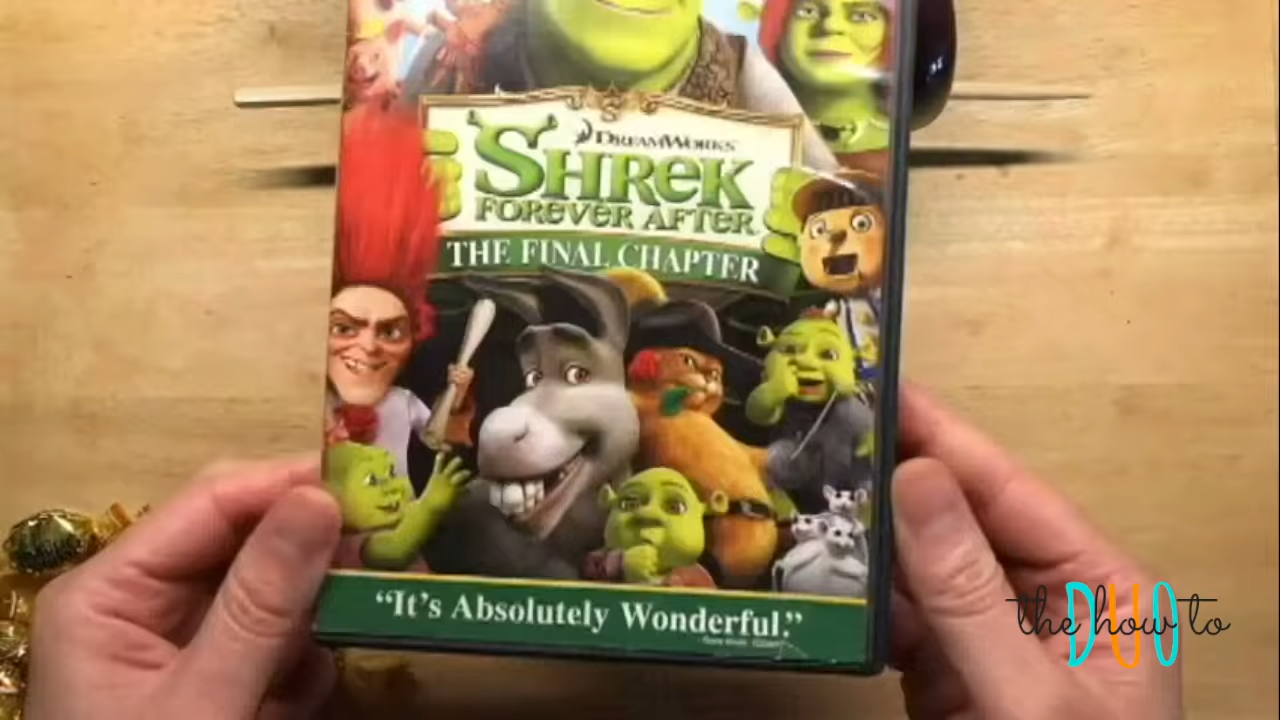 DREAMWORKS
SHREK
FOREVER AFTER
THE FINAL CHAPTER
"It's Absolutely Wonderful."
the DUO how to